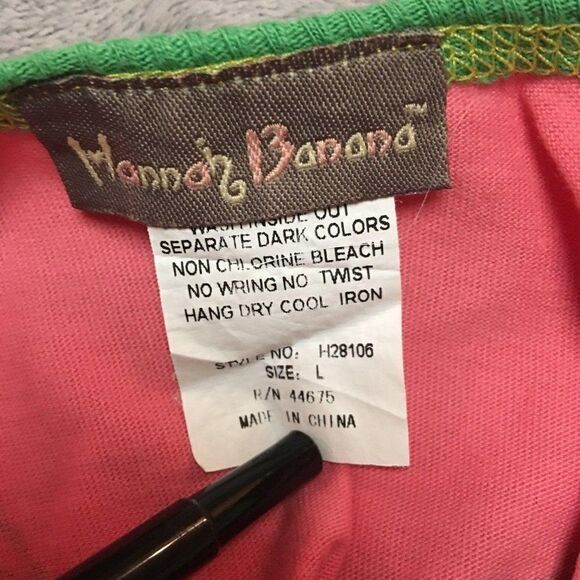 Hannah Banana™
WASH INSIDE OUT
SEPARATE DARK COLORS
NON CHLORINE BLEACH
NO WRING NO TWIST
HANG DRY COOL IRON
STYLE NO: H28106
SIZE: L
R/N 44675
MADE IN CHINA